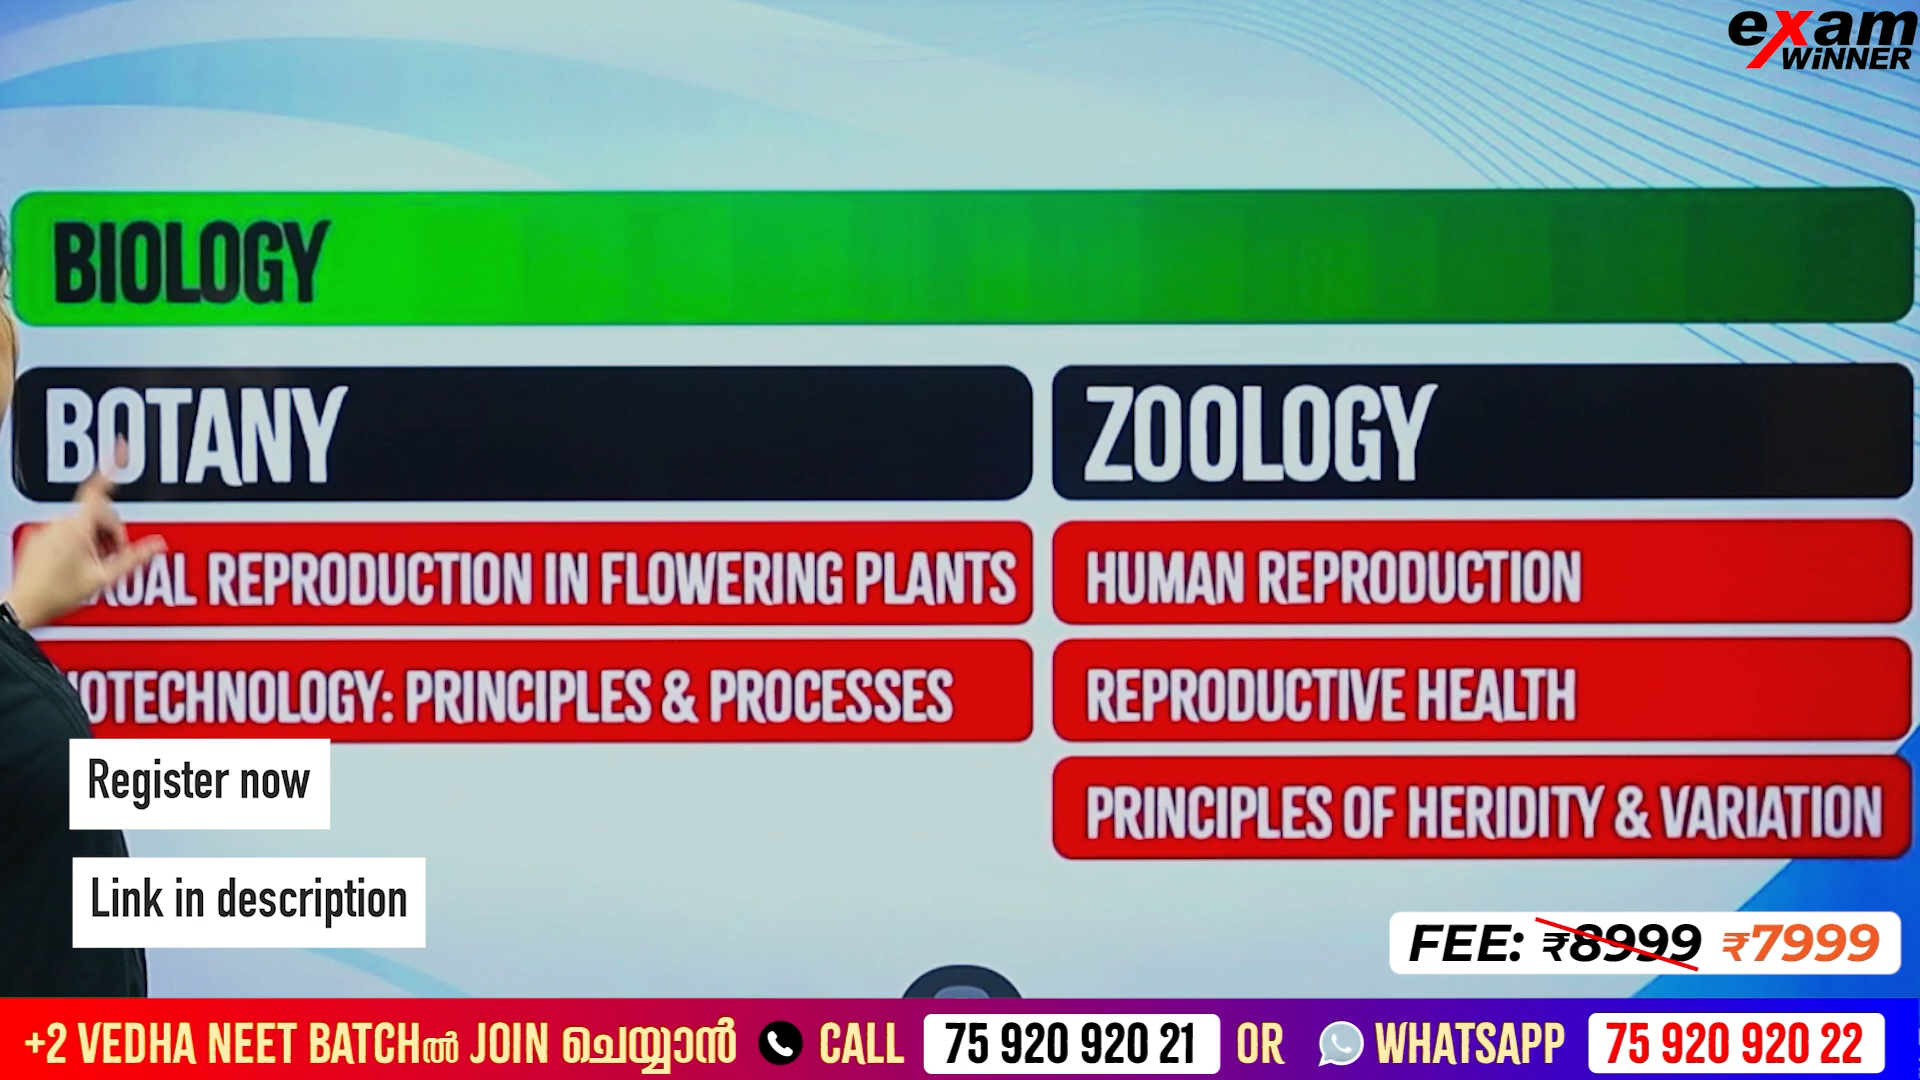 exam
WiNNER
BIOLOGY
BOTANY
ZOOLOGY
REPRODUCTION IN FLOWERING PLANTS
HUMAN REPRODUCTION
BIOTECHNOLOGY: PRINCIPLES & PROCESSES
REPRODUCTIVE HEALTH
PRINCIPLES OF HERIDITY & VARIATION
Register now
Link in description
FEE: ₹8999 ₹7999
+2 VEDHA NEET BATCHൽ JOIN ചെയ്യാൻ CALL 75 920 920 21 OR WHATSAPP 75 920 920 22